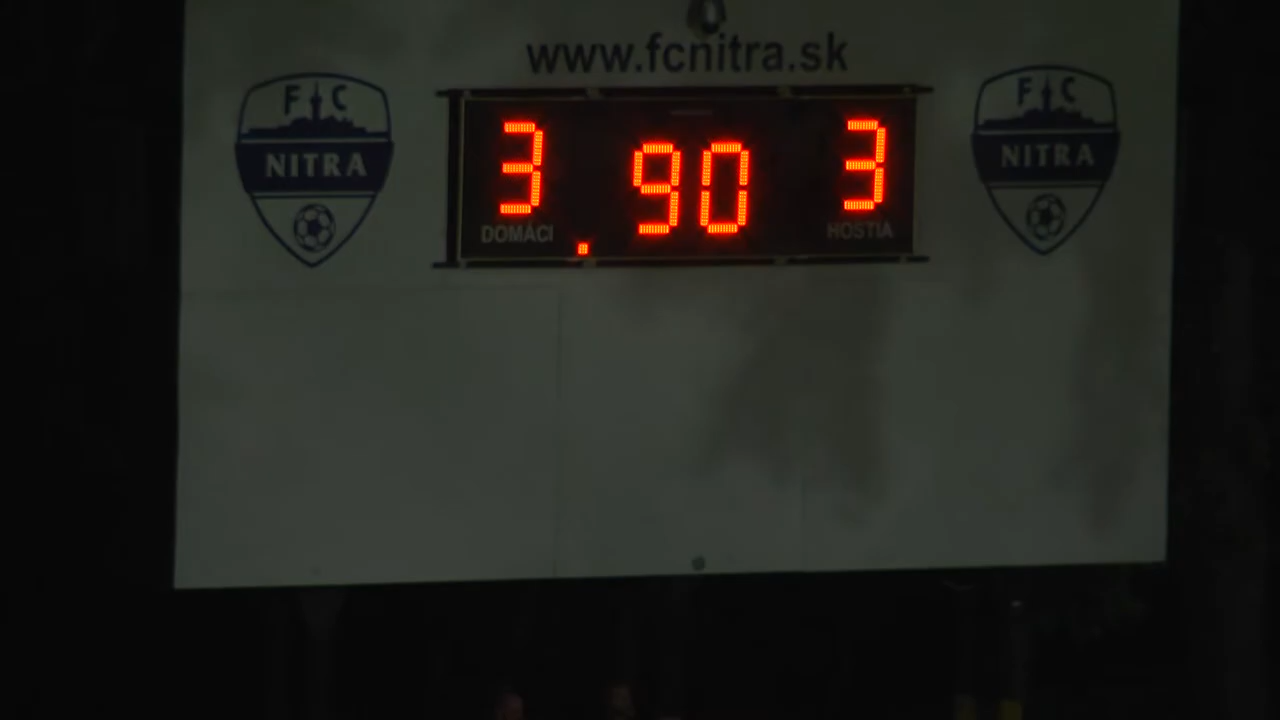 www.fcnitra.sk
FC
NITRA
3
90
3
DOMÁCI
HOSTIA
FC
NITRA